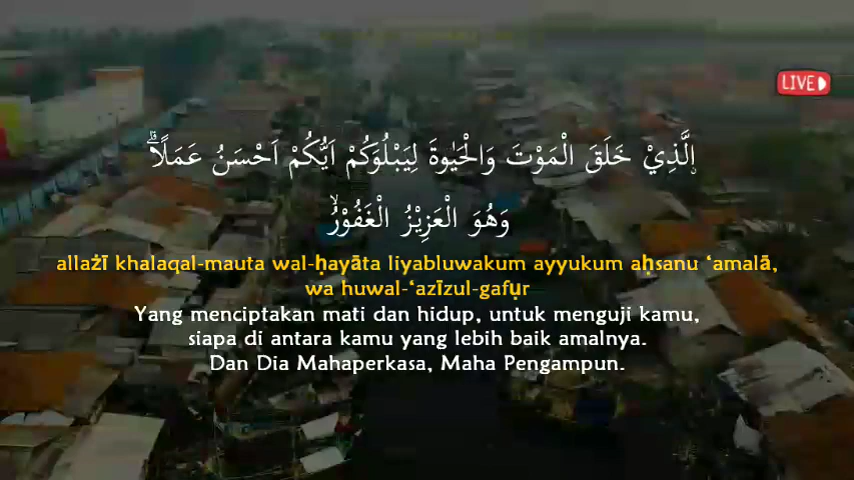 LIVE
ࣙالَّذِيْ خَلَقَ الْمَوْتَ وَالْحَيٰوةَ لِيَبْلُوَكُمْ اَيُّكُمْ اَحْسَنُ عَمَلًاۗ
وَهُوَ الْعَزِيْزُ الْغَفُوْرُۙ
allażī khalaqal-mauta wal-ḥayāta liyabluwakum ayyukum aḥsanu ‘amalā,
wa huwal-‘azīzul-gafụr
Yang menciptakan mati dan hidup, untuk menguji kamu,
siapa di antara kamu yang lebih baik amalnya.
Dan Dia Mahaperkasa, Maha Pengampun.